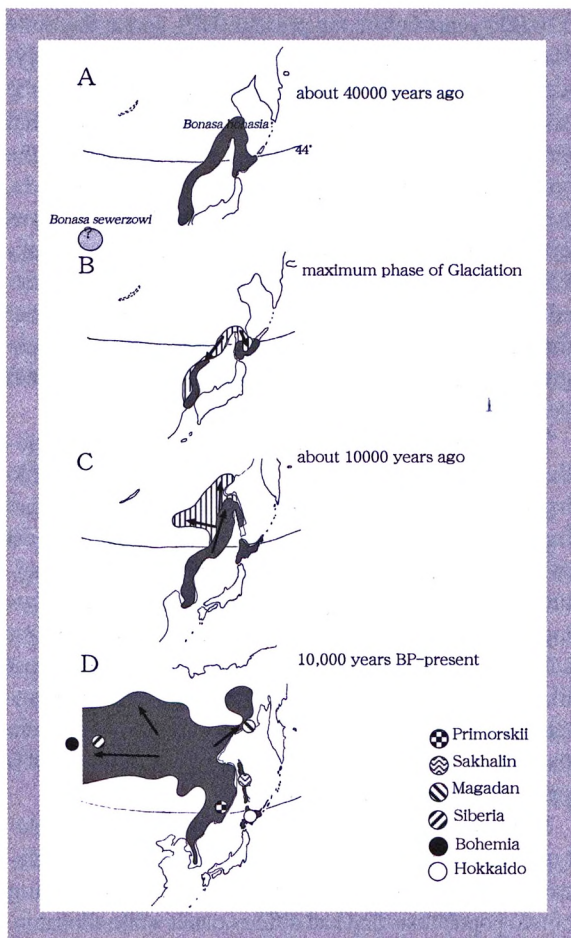 A
about 40000 years ago
Bonasa bonasia
44°
Bonasa sewerzowi
?
B
maximum phase of Glaciation
C
about 10000 years ago
D
10,000 years BP-present
Primorskii
Sakhalin
Magadan
Siberia
Bohemia
Hokkaido